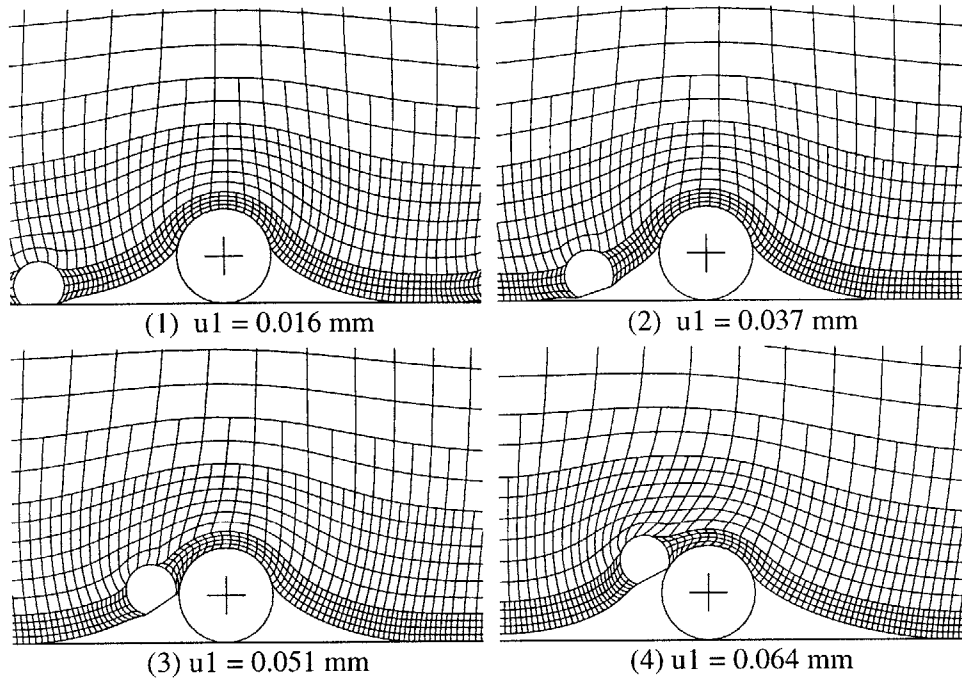 (1) u1 = 0.016 mm
(2) u1 = 0.037 mm
(3) u1 = 0.051 mm
(4) u1 = 0.064 mm